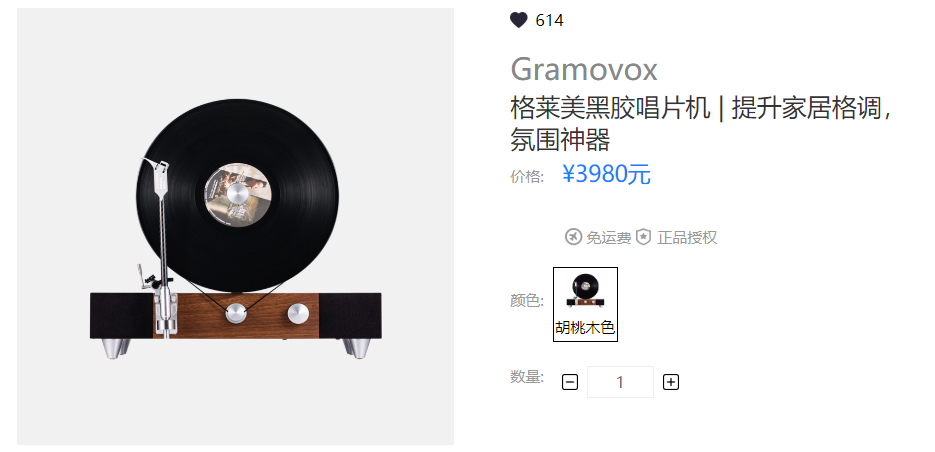 614
Gramovox
格莱美黑胶唱片机 | 提升家居格调，
氛围神器
价格: ¥3980元
免运费 正品授权
颜色:
胡桃木色
数量: 1